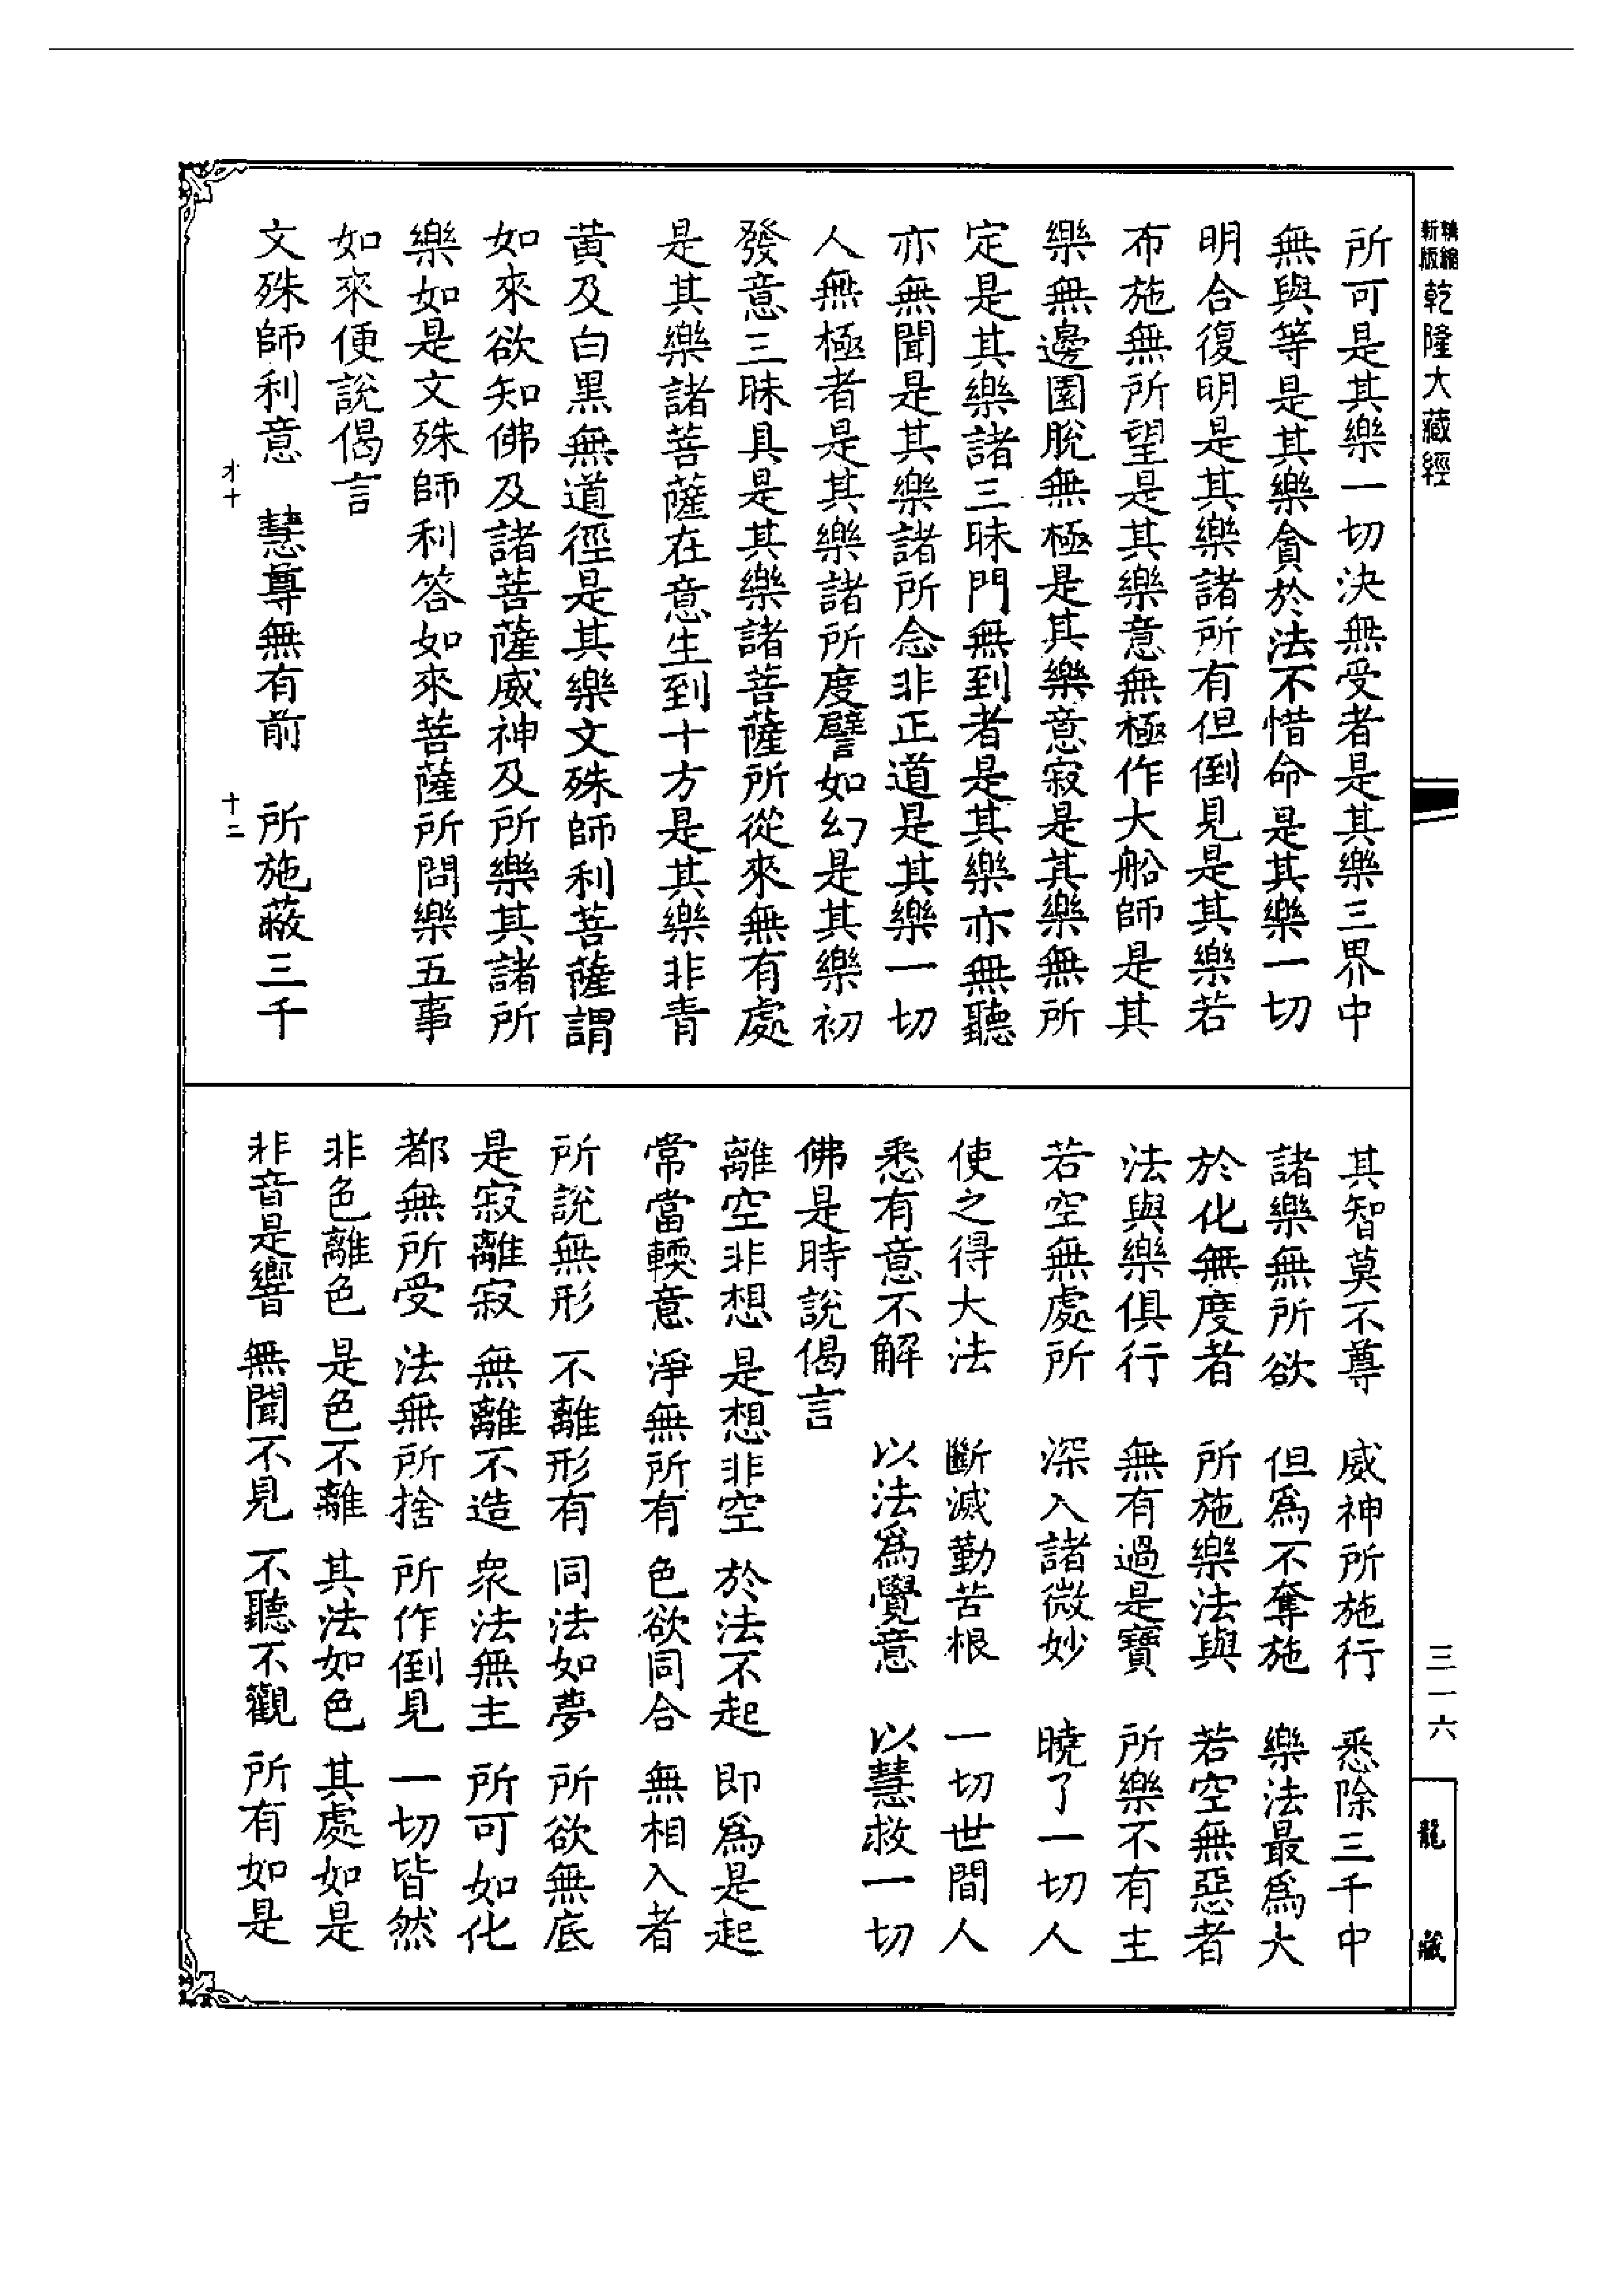 精縮新版乾隆大藏經
所可是其樂一切決無受者是其樂三界中
無與等是其樂貪於法不惜命是其樂一切
明合復明是其樂諸所有但倒見是其樂若
布施無所望是其樂意無極作大船師是其
樂無邊園脫無極是其樂意寂是其樂無所
定是其樂諸三昧門無到者是其樂亦無聽
亦無聞是其樂諸所念非正道是其樂一切
人無極者是其樂諸所度譬如幻是其樂初
發意三昧具是其樂諸菩薩所從來無有處
是其樂諸菩薩在意生到十方是其樂非青
黃及白黑無道徑是其樂文殊師利菩薩謂
如來欲知佛及諸菩薩威神及所樂其諸所
樂如是文殊師利答如來菩薩所問樂五事
如來便說偈言
文殊師利意　慧尊無有前　所施蔽三千
才十　十二
其智莫不尊　威神所施行　悉除三千中
諸樂無所欲　但為不奪施　樂法最為大
於化無度者　所施樂法與　若空無惡者
法與樂俱行　無有過是寶　所樂不有主
若空無處所　深入諸微妙　曉了一切人
使之得大法　斷滅勤苦根　一切世間人
悉有意不解　以法為覺意　以慧救一切
佛是時說偈言
離空非想　是想非空　於法不起　即為是起
常當輭意　淨無所有　色欲同合　無相入者
所說無形　不離形有　同法如夢　所欲無底
是寂離寂　無離不造　眾法無主　所可如化
都無所受　法無所捨　所作倒見　一切皆然
非色離色　是色不離　其法如色　其處如是
非音是響　無聞不見　不聽不觀　所有如是
三一六
龍藏